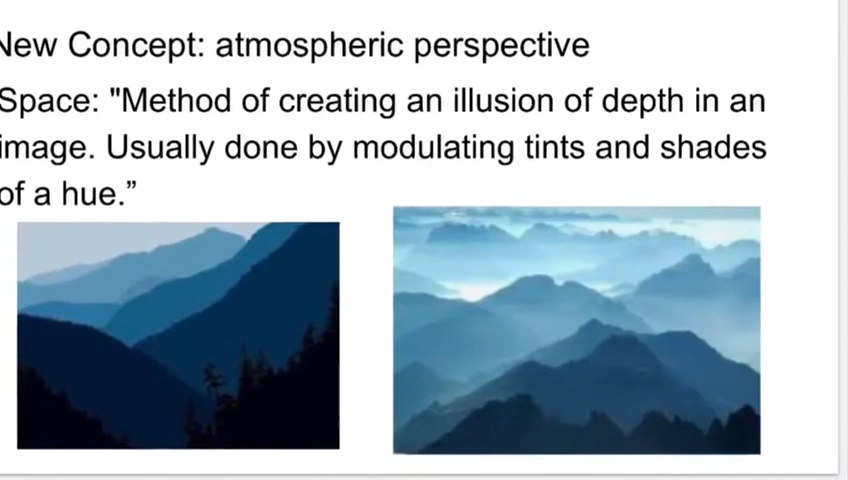 New Concept: atmospheric perspective
Space: "Method of creating an illusion of depth in an
image. Usually done by modulating tints and shades
of a hue.”